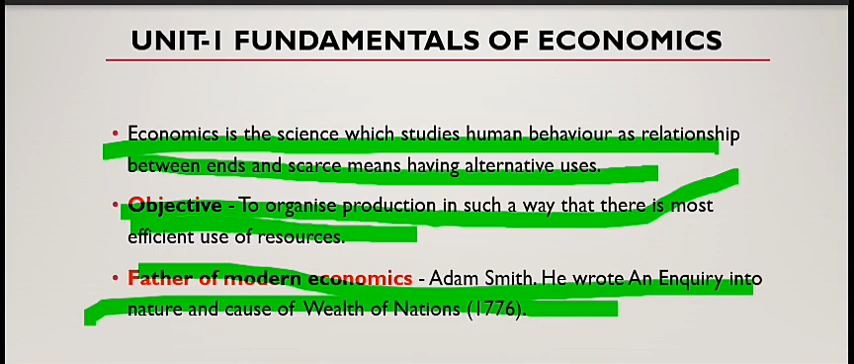 UNIT-1 FUNDAMENTALS OF ECONOMICS
• Economics is the science which studies human behaviour as relationship
between ends and scarce means having alternative uses.
• Objective - To organise production in such a way that there is most
efficient use of resources.
• Father of modern economics - Adam Smith. He wrote An Enquiry into
nature and cause of Wealth of Nations (1776).